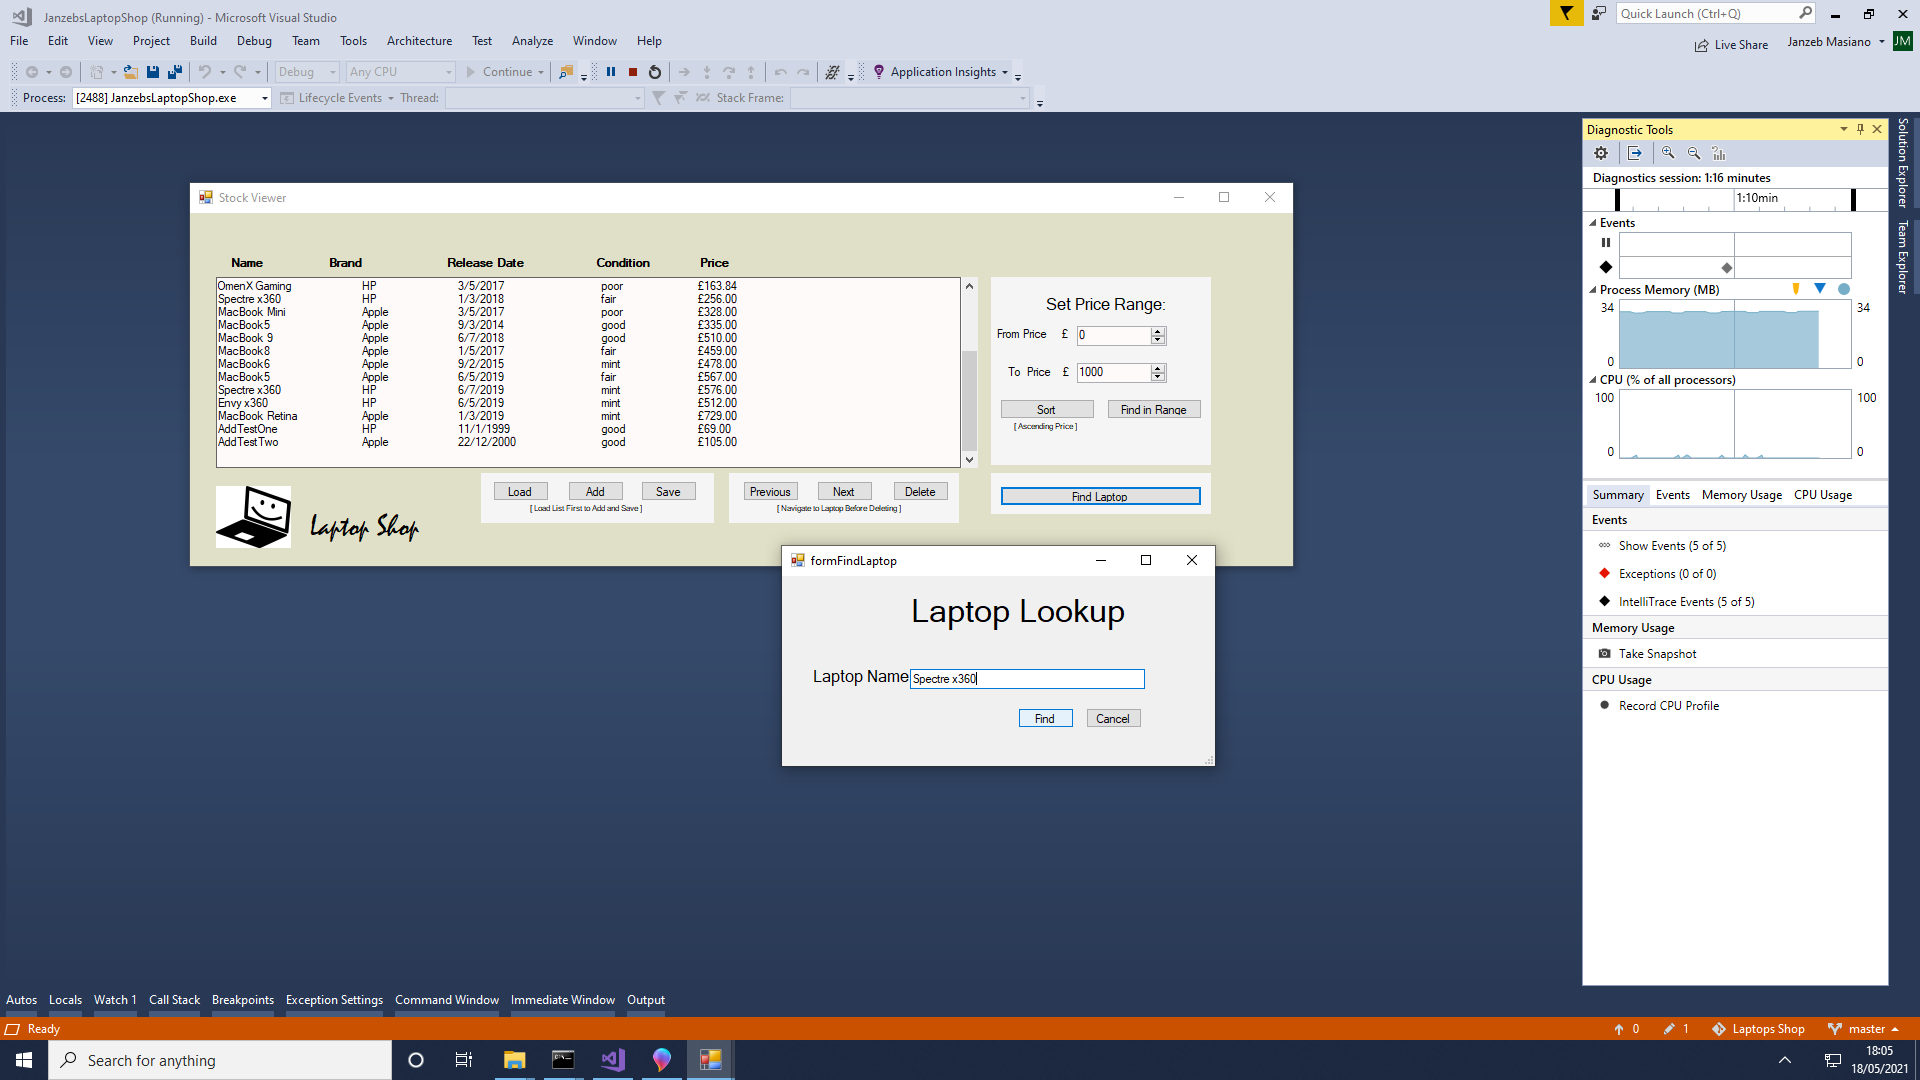 JanzebsLaptopShop (Running) - Microsoft Visual Studio
Quick Launch (Ctrl+Q)
File Edit View Project Build Debug Team Tools Architecture Test Analyze Window Help
Live Share Janzeb Masiano JM
Debug Any CPU Continue Application Insights
Process: [2488] JanzebsLaptopShop.exe Lifecycle Events Thread: Stack Frame:
Stock Viewer
Name Brand Release Date Condition Price
OmenX Gaming HP 3/5/2017 poor £163.84
Spectre x360 HP 1/3/2018 fair £256.00
MacBook Mini Apple 3/5/2017 poor £328.00
MacBook5 Apple 9/3/2014 good £335.00
MacBook 9 Apple 6/7/2018 good £510.00
MacBook8 Apple 1/5/2017 fair £459.00
MacBook6 Apple 9/2/2015 mint £478.00
MacBook5 Apple 6/5/2019 fair £567.00
Spectre x360 HP 6/7/2019 mint £576.00
Envy x360 HP 6/5/2019 mint £512.00
MacBook Retina Apple 1/3/2019 mint £729.00
AddTestOne HP 11/1/1999 good £69.00
AddTestTwo Apple 22/12/2000 good £105.00
Set Price Range:
From Price £ 0
To Price £ 1000
Sort Find in Range
[ Ascending Price ]
Load Add Save
[ Load List First to Add and Save ]
Previous Next Delete
[ Navigate to Laptop Before Deleting ]
Find Laptop
Laptop Shop
formFindLaptop
Laptop Lookup
Laptop Name Spectre x360
Find Cancel
Diagnostic Tools
Diagnostics session: 1:16 minutes
1:10min
Events
Process Memory (MB)
34 34
0 0
CPU (% of all processors)
100 100
0 0
Summary Events Memory Usage CPU Usage
Events
Show Events (5 of 5)
Exceptions (0 of 0)
IntelliTrace Events (5 of 5)
Memory Usage
Take Snapshot
CPU Usage
Record CPU Profile
Solution Explorer
Team Explorer
Autos Locals Watch 1 Call Stack Breakpoints Exception Settings Command Window Immediate Window Output
Ready 0 1 Laptops Shop master
Search for anything
18:05
18/05/2021